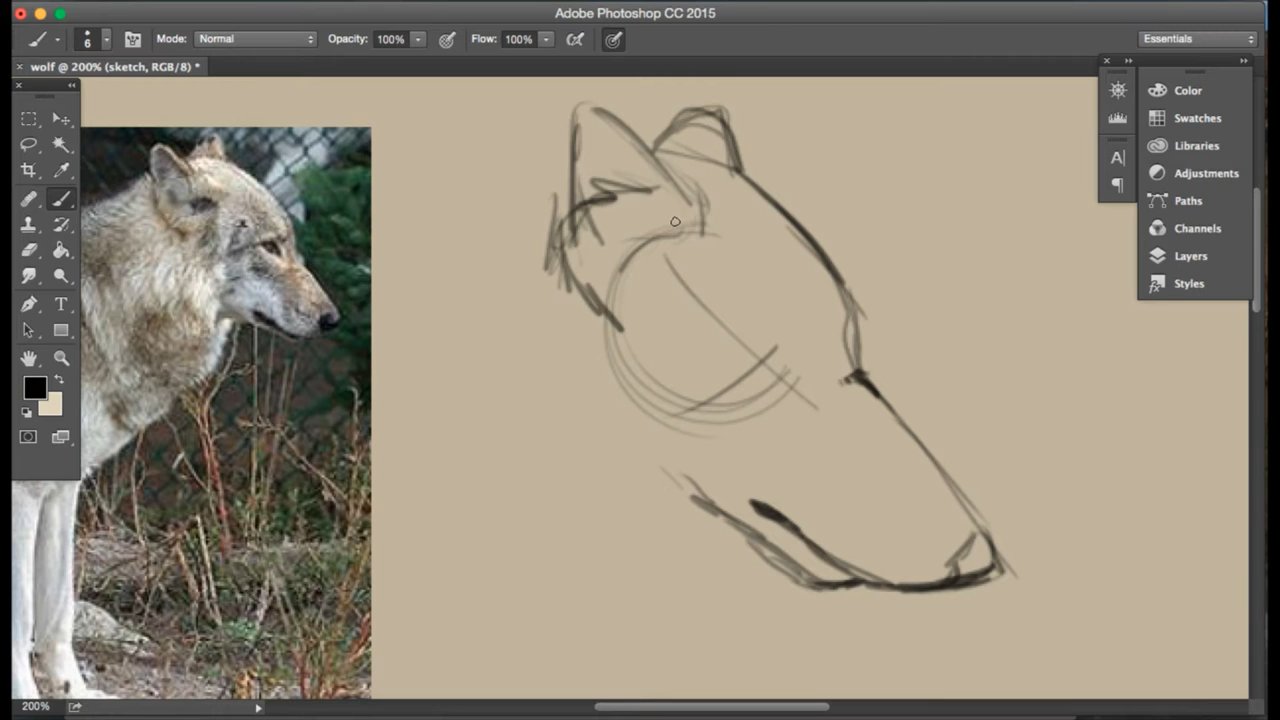 Adobe Photoshop CC 2015
6 Mode: Normal Opacity: 100% Flow: 100% Essentials
× wolf @ 200% (sketch, RGB/8) *
Color
Swatches
Libraries
Adjustments
Paths
Channels
Layers
Styles
200%